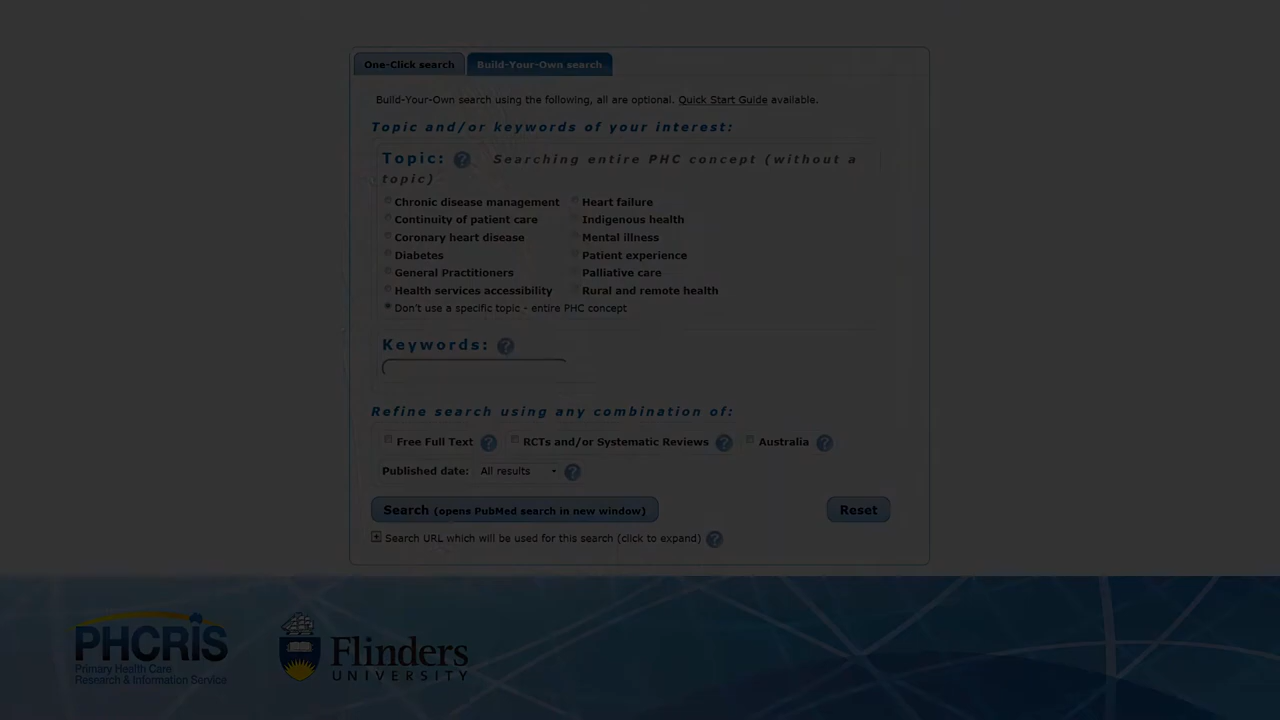 One-Click search
Build-Your-Own search
Build-Your-Own search using the following, all are optional. Quick Start Guide available.
Topic and/or keywords of your interest:
Topic: ? Searching entire PHC concept (without a
topic)
Chronic disease management Heart failure
Continuity of patient care Indigenous health
Coronary heart disease Mental illness
Diabetes Patient experience
General Practitioners Palliative care
Health services accessibility Rural and remote health
Don't use a specific topic - entire PHC concept
Keywords: ?
Refine search using any combination of:
Free Full Text ? RCTs and/or Systematic Reviews ? Australia ?
Published date: All results ?
Search (opens PubMed search in new window) Reset
Search URL which will be used for this search (click to expand) ?
PHCRIS
Primary Health Care
Research & Information Service
Flinders
UNIVERSITY